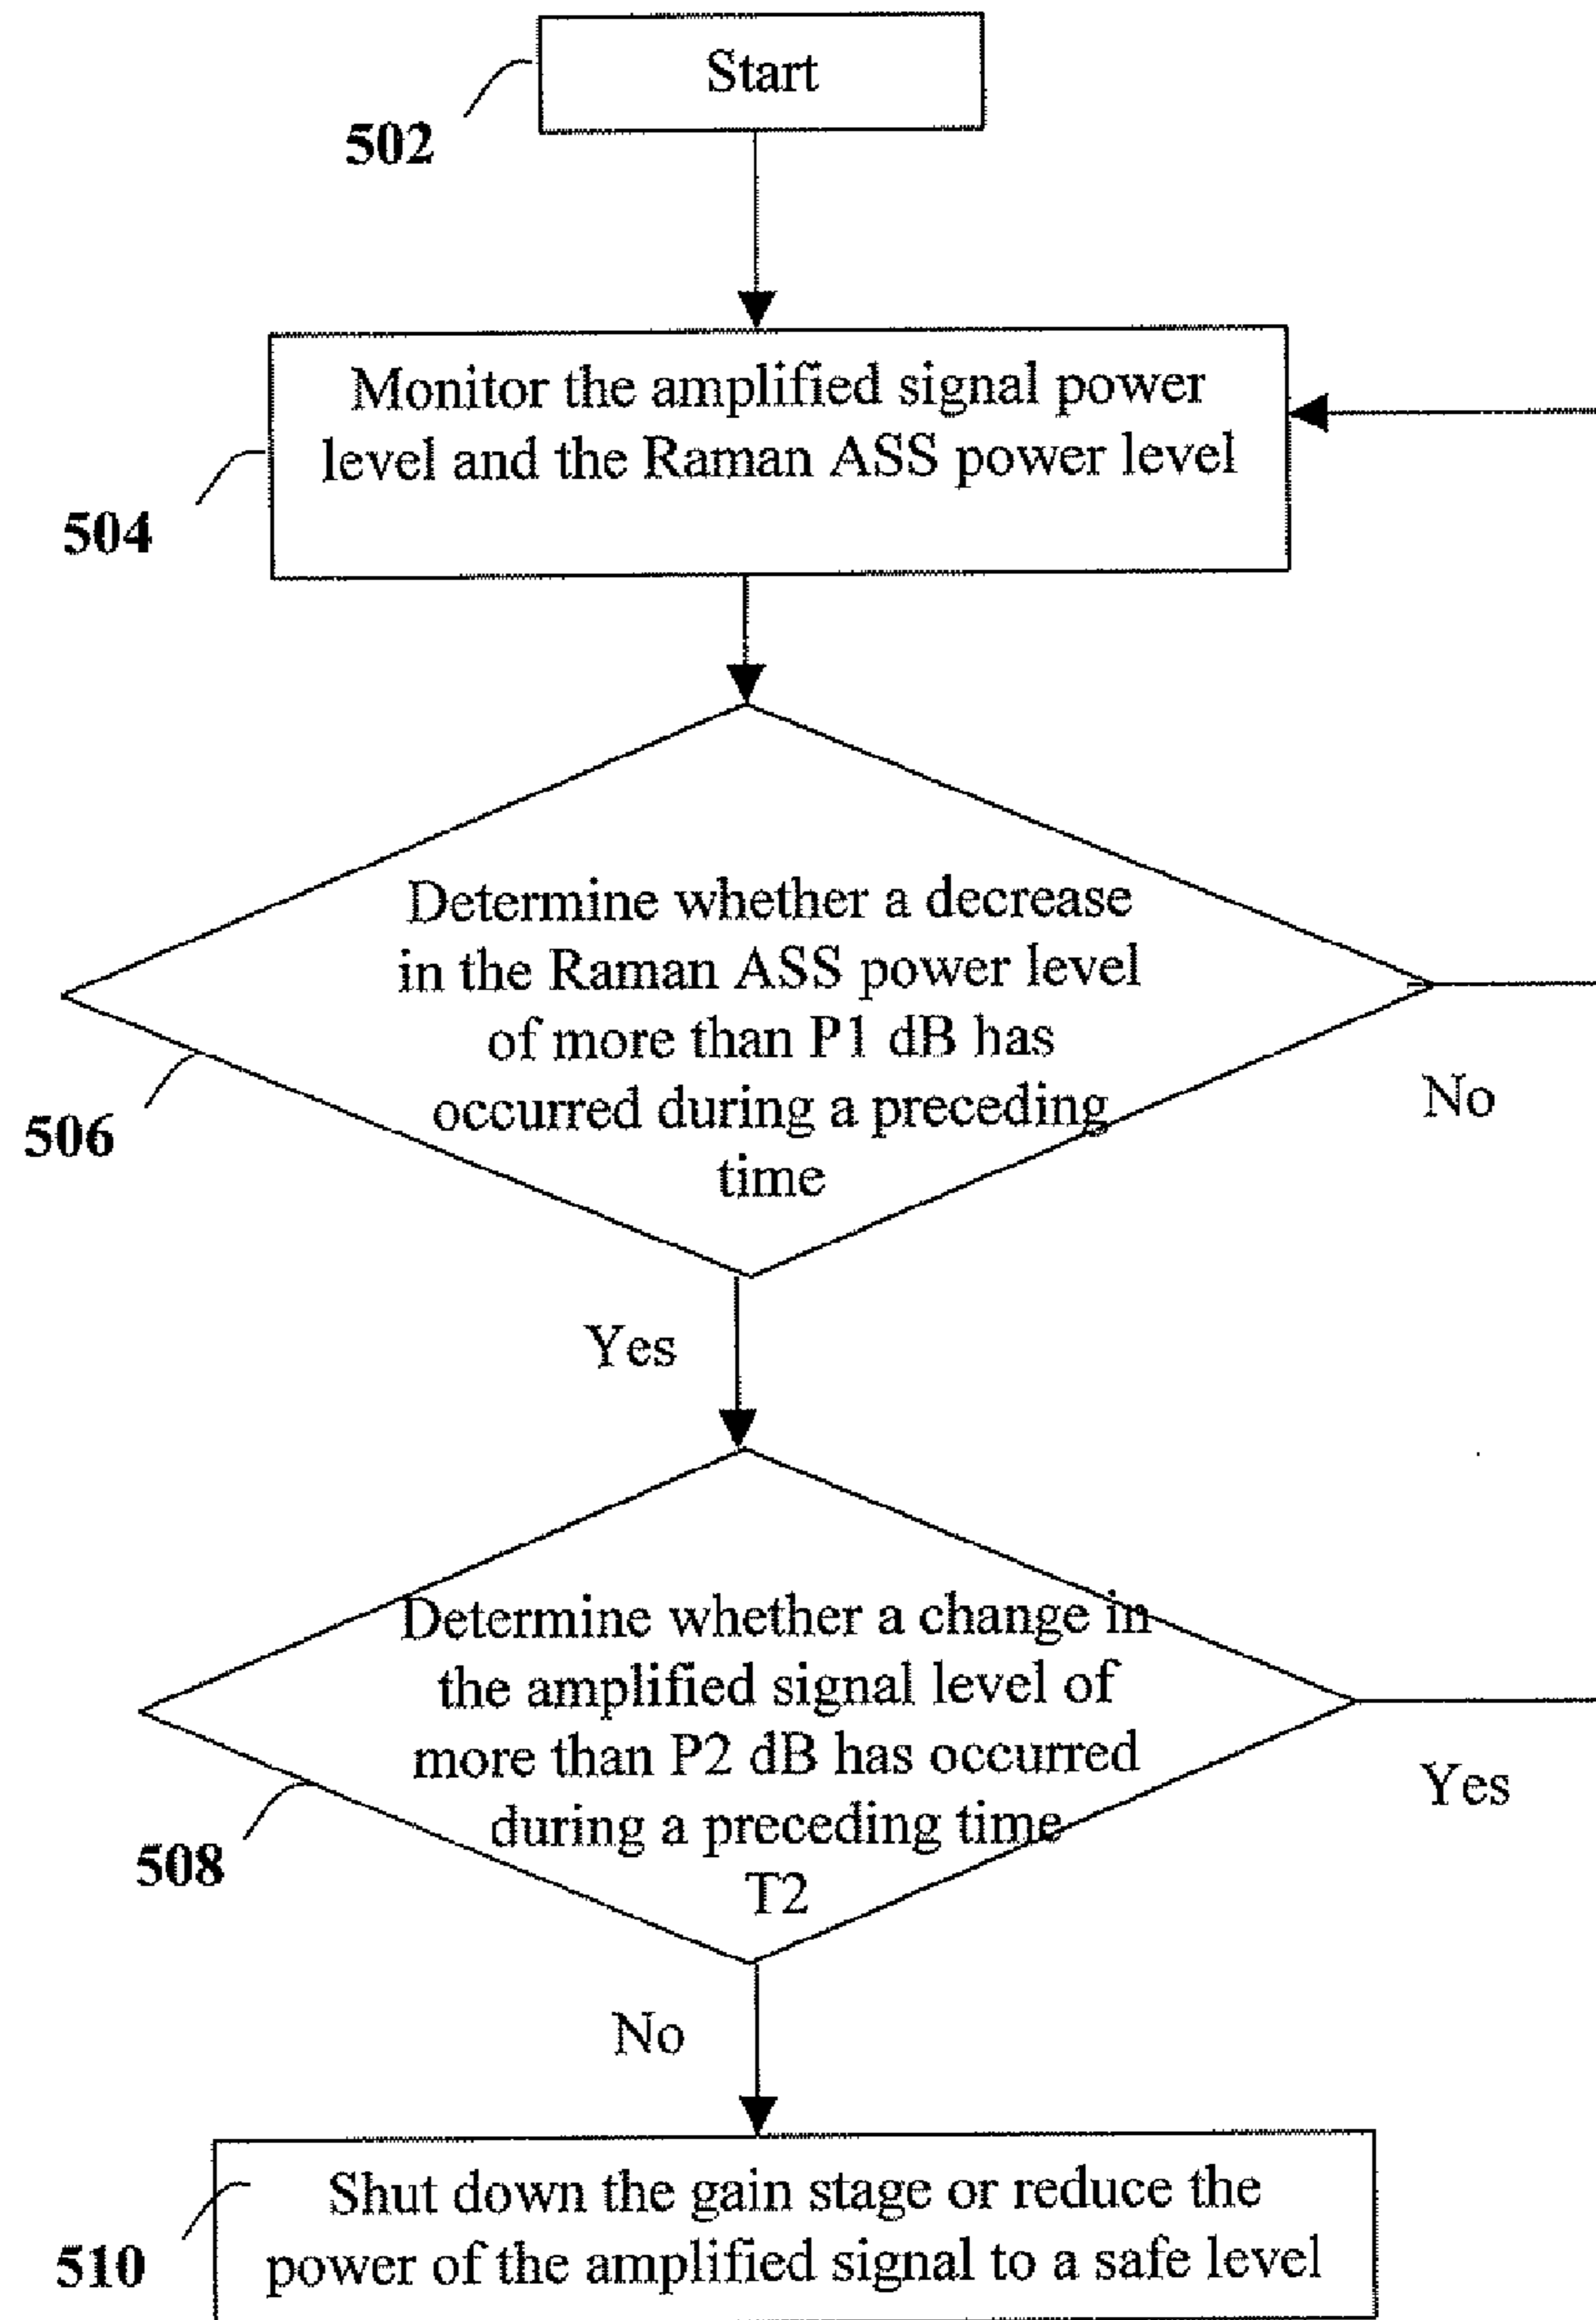 Start
502
Monitor the amplified signal power
level and the Raman ASS power level
504
Determine whether a decrease
in the Raman ASS power level
of more than P1 dB has
occurred during a preceding
time
No
506
Yes
Determine whether a change in
the amplified signal level of
more than P2 dB has occurred
during a preceding time
T2
Yes
508
No
Shut down the gain stage or reduce the
power of the amplified signal to a safe level
510